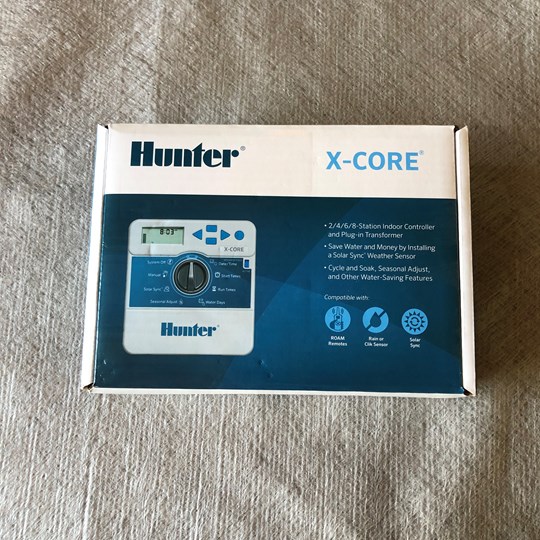 Hunter®
X-CORE®
• 2/4/6/8-Station Indoor Controller
and Plug-in Transformer
• Save Water and Money by Installing
a Solar Sync™ Weather Sensor
• Cycle and Soak, Seasonal Adjust,
and Other Water-Saving Features
Compatible with:
ROAM
Remotes
Rain or
Clik Sensor
Solar
Sync
8:03
X-CORE
System Off
Date/Time
Manual
Start Times
Solar Sync
Run Times
Seasonal Adjust
Water Days
Hunter®